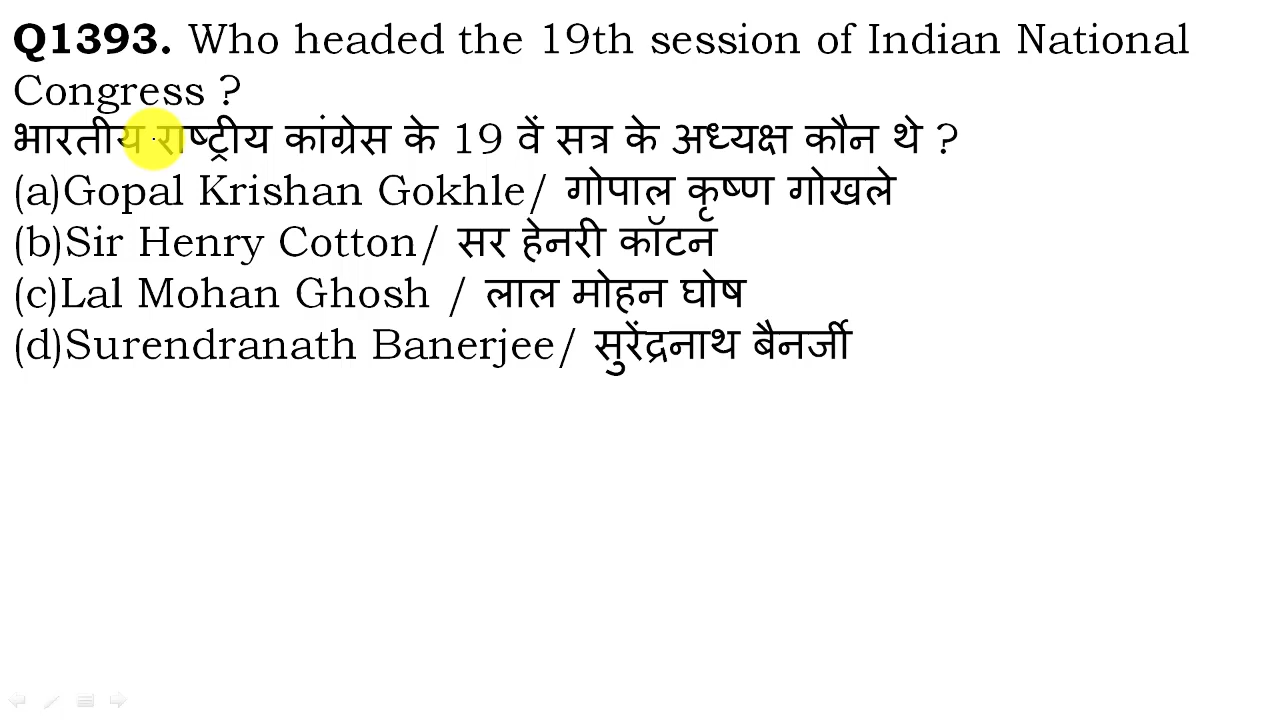 Q1393. Who headed the 19th session of Indian National
Congress ?
भारतीय राष्ट्रीय कांग्रेस के 19 वें सत्र के अध्यक्ष कौन थे ?
(a)Gopal Krishan Gokhle/ गोपाल कृष्ण गोखले
(b)Sir Henry Cotton/ सर हेनरी कॉटन
(c)Lal Mohan Ghosh / लाल मोहन घोष
(d)Surendranath Banerjee/ सुरेंद्रनाथ बैनर्जी